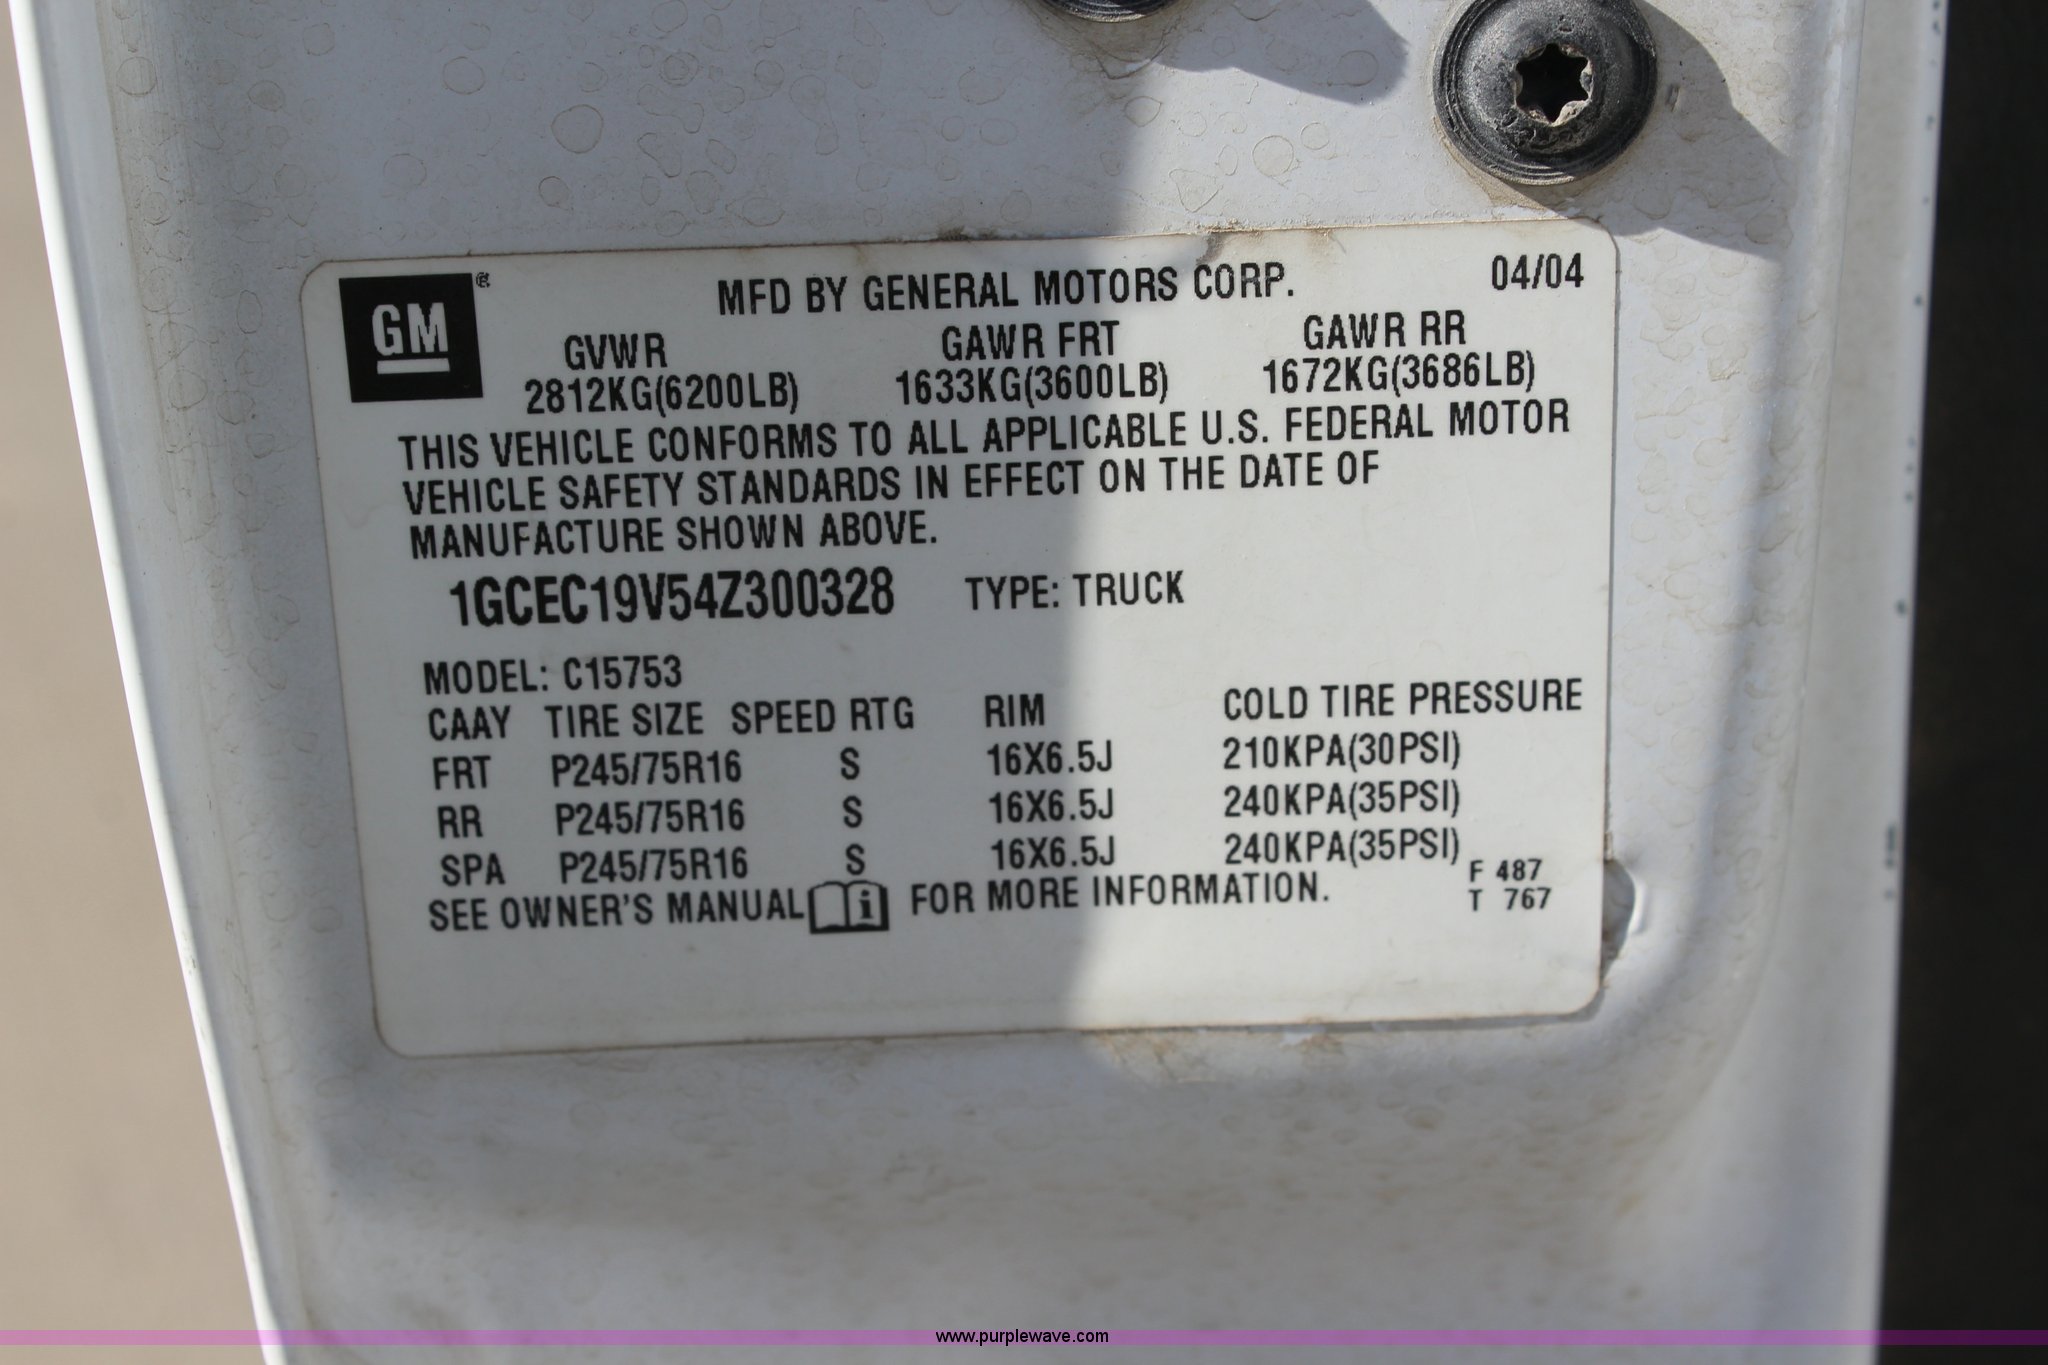 GM®
MFD BY GENERAL MOTORS CORP. 04/04
GVWR GAWR FRT GAWR RR
2812KG(6200LB) 1633KG(3600LB) 1672KG(3686LB)
THIS VEHICLE CONFORMS TO ALL APPLICABLE U.S. FEDERAL MOTOR
VEHICLE SAFETY STANDARDS IN EFFECT ON THE DATE OF
MANUFACTURE SHOWN ABOVE.
1GCEC19V54Z300328 TYPE: TRUCK
MODEL: C15753
CAAY TIRE SIZE SPEED RTG RIM COLD TIRE PRESSURE
FRT P245/75R16 S 16X6.5J 210KPA(30PSI)
RR P245/75R16 S 16X6.5J 240KPA(35PSI)
SPA P245/75R16 S 16X6.5J 240KPA(35PSI)
F 487
SEE OWNER'S MANUAL i FOR MORE INFORMATION. T 767
www.purplewave.com